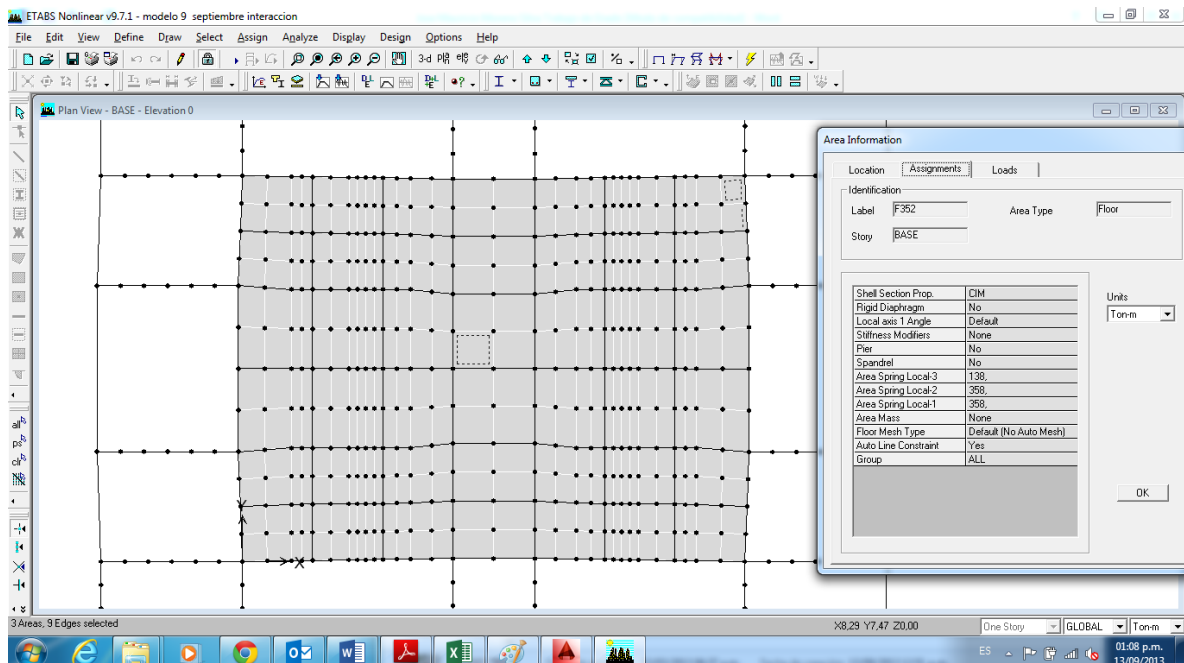 ETABS Nonlinear v9.7.1 - modelo 9 septiembre interaccion
File Edit View Define Draw Select Assign Analyze Display Design Options Help
3-d
Plan View - BASE - Elevation 0
Area Information
Location Assignments Loads
Identification
Label F352 Area Type Floor
Story BASE
Shell Section Prop. CIM
Rigid Diaphragm No
Local axis 1 Angle Default
Stiffness Modifiers None
Pier No
Spandrel No
Area Spring Local-3 138,
Area Spring Local-2 358,
Area Spring Local-1 358,
Area Mass None
Floor Mesh Type Default (No Auto Mesh)
Auto Line Constraint Yes
Group ALL
Units
Ton-m
OK
all
ps
clr
Y
X
3 Areas, 9 Edges selected
X8,29 Y7,47 Z0,00
One Story GLOBAL Ton-m
ES
01:08 p.m.
13/09/2013